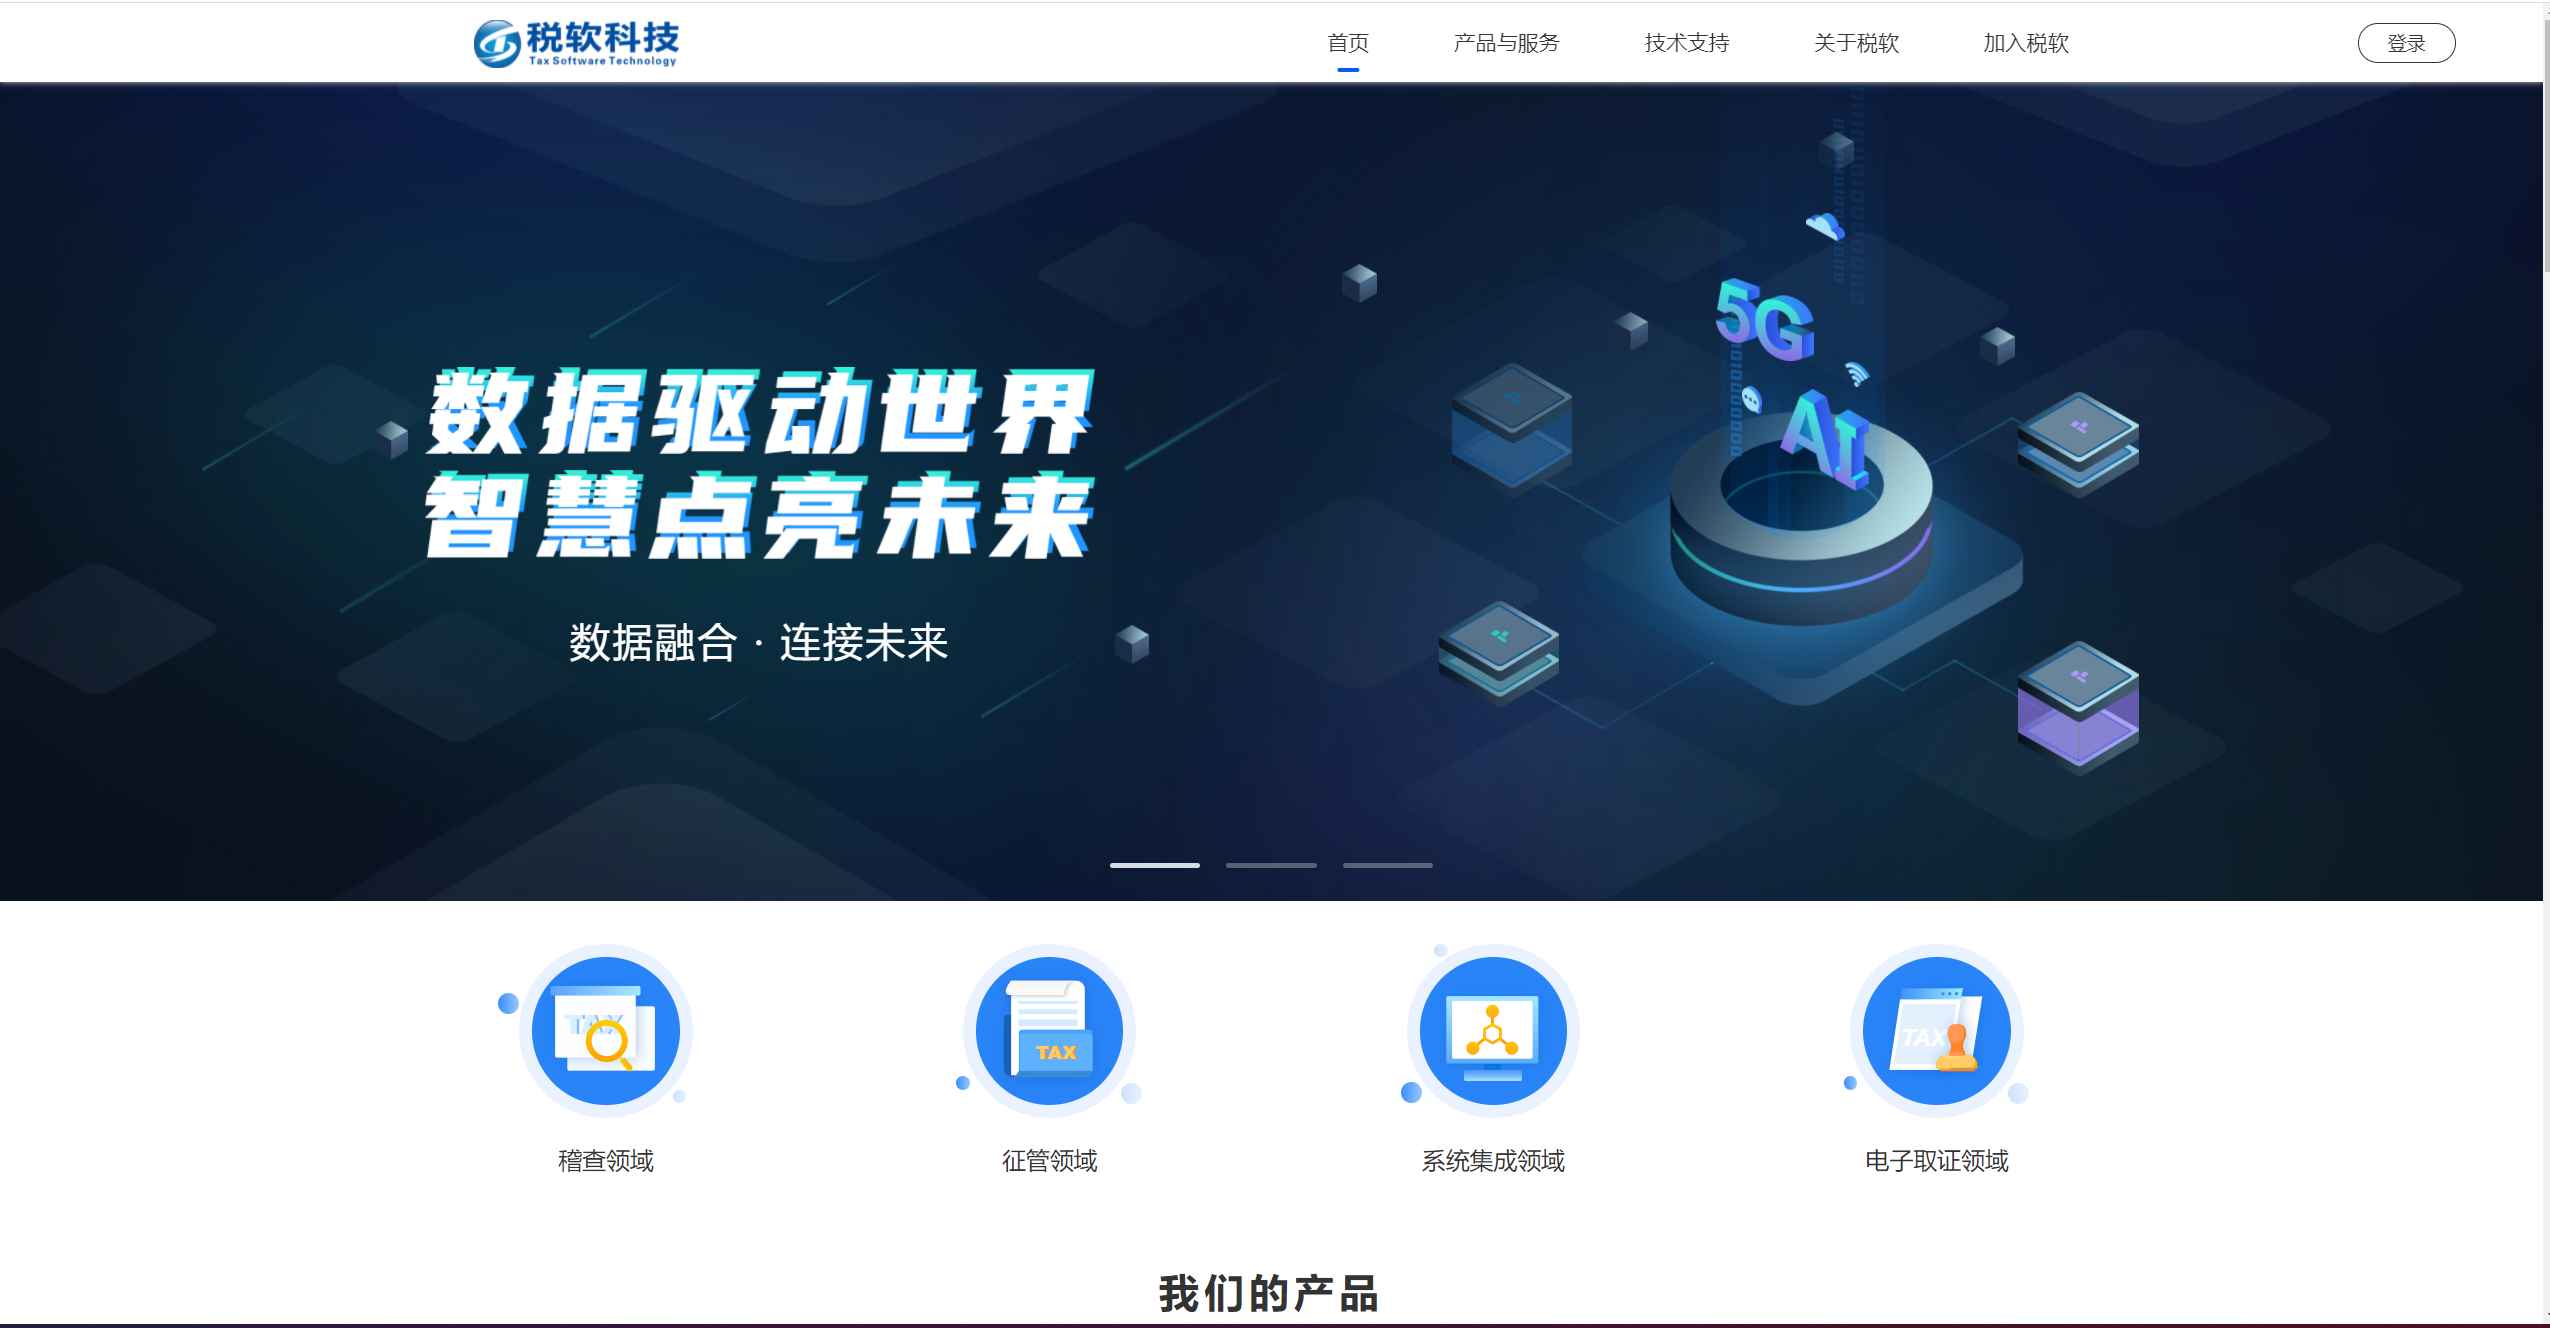 税软科技
Tax Software Technology
首页
产品与服务
技术支持
关于税软
加入税软
登录
5G
AI
数据驱动世界
智慧点亮未来
数据融合 · 连接未来
TAX
TAX
TAX
稽查领域
征管领域
系统集成领域
电子取证领域
我们的产品